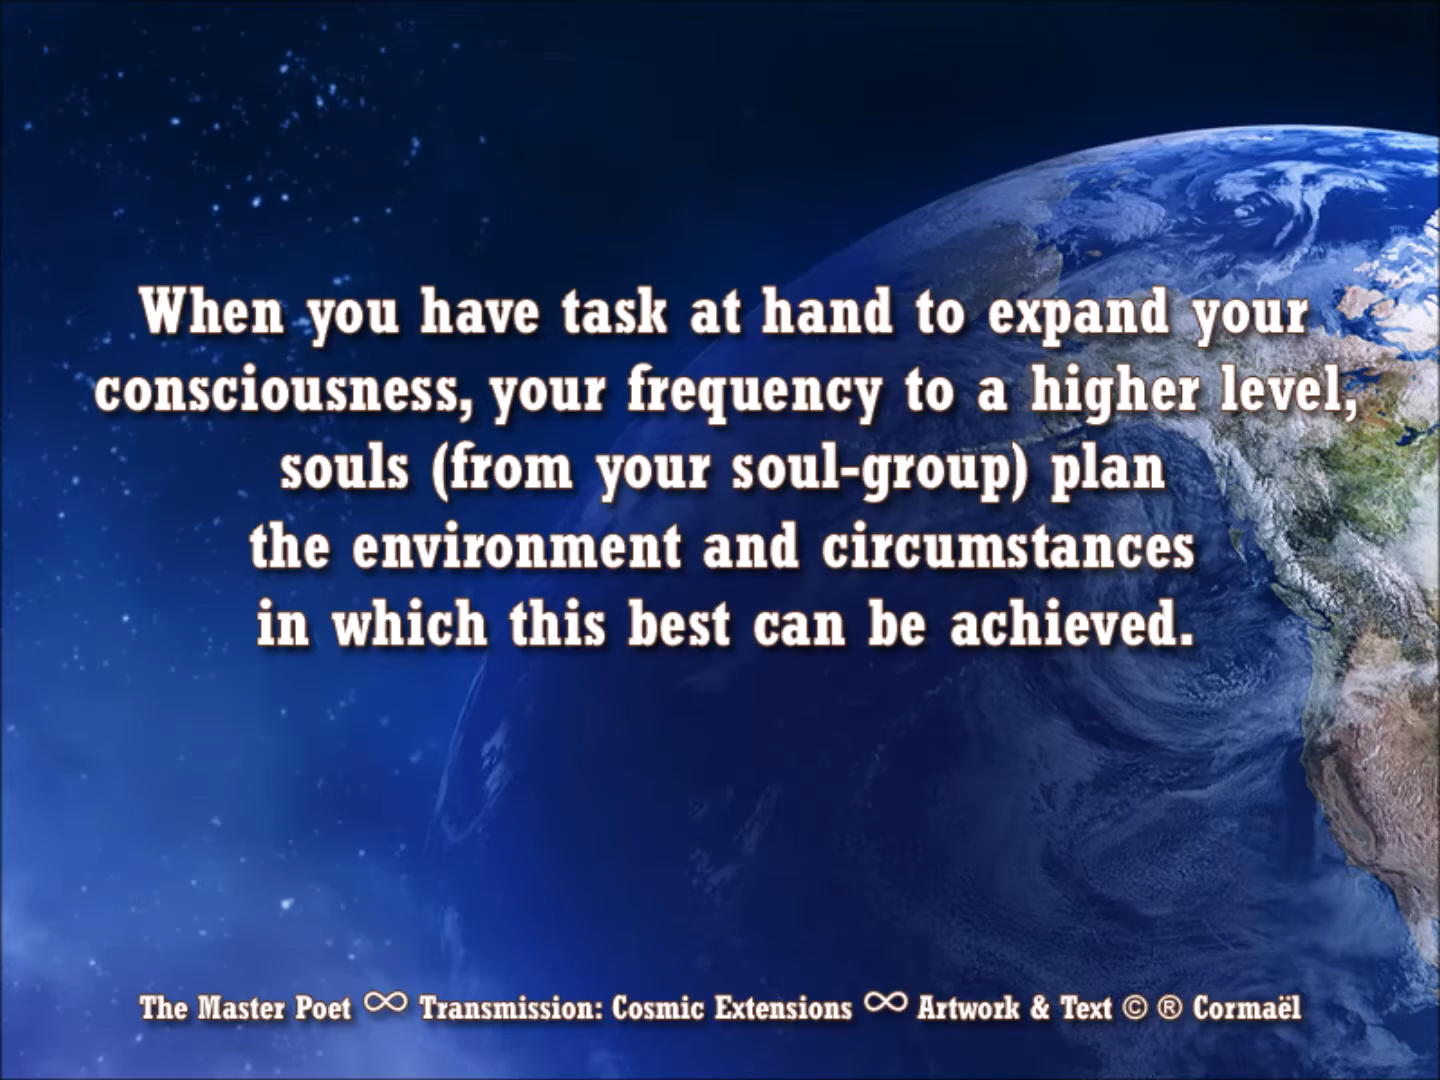 When you have task at hand to expand your
consciousness, your frequency to a higher level,
souls (from your soul-group) plan
the environment and circumstances
in which this best can be achieved.
The Master Poet ∞ Transmission: Cosmic Extensions ∞ Artwork & Text © ® Cormaël